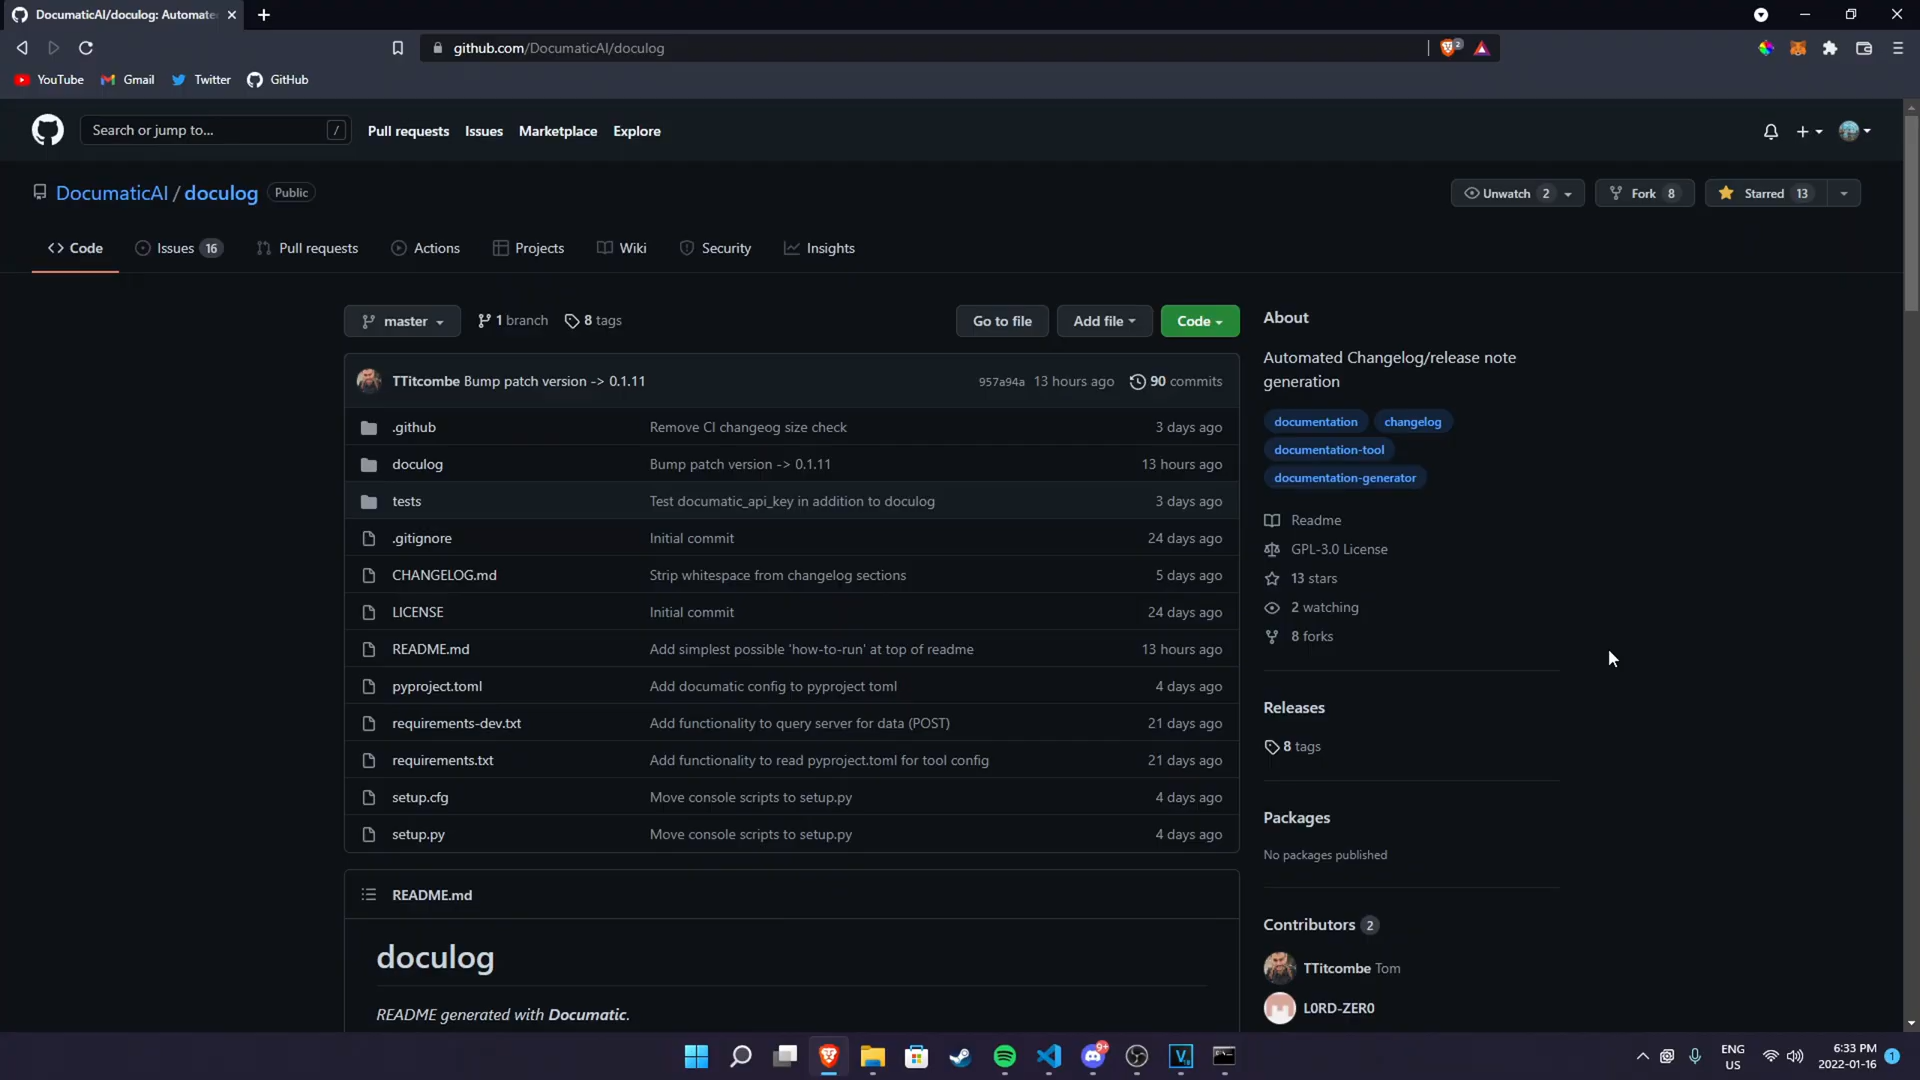 DocumaticAI/doculog: Automate
github.com/DocumaticAI/doculog
2
YouTube
Gmail
Twitter
GitHub
Search or jump to...
/
Pull requests
Issues
Marketplace
Explore
DocumaticAI / doculog
Public
Unwatch 2
Fork 8
Starred 13
<> Code
Issues 16
Pull requests
Actions
Projects
Wiki
Security
Insights
master
1 branch
8 tags
Go to file
Add file
Code
TTitcombe Bump patch version -> 0.1.11
957a94a 13 hours ago
90 commits
.github
Remove CI changeog size check
3 days ago
doculog
Bump patch version -> 0.1.11
13 hours ago
tests
Test documatic_api_key in addition to doculog
3 days ago
.gitignore
Initial commit
24 days ago
CHANGELOG.md
Strip whitespace from changelog sections
5 days ago
LICENSE
Initial commit
24 days ago
README.md
Add simplest possible 'how-to-run' at top of readme
13 hours ago
pyproject.toml
Add documatic config to pyproject toml
4 days ago
requirements-dev.txt
Add functionality to query server for data (POST)
21 days ago
requirements.txt
Add functionality to read pyproject.toml for tool config
21 days ago
setup.cfg
Move console scripts to setup.py
4 days ago
setup.py
Move console scripts to setup.py
4 days ago
README.md
doculog
README generated with Documatic.
About
Automated Changelog/release note
generation
documentation
changelog
documentation-tool
documentation-generator
Readme
GPL-3.0 License
13 stars
2 watching
8 forks
Releases
8 tags
Packages
No packages published
Contributors 2
TTitcombe Tom
L0RD-ZER0
9+
V
ENG
US
6:33 PM
2022-01-16
1